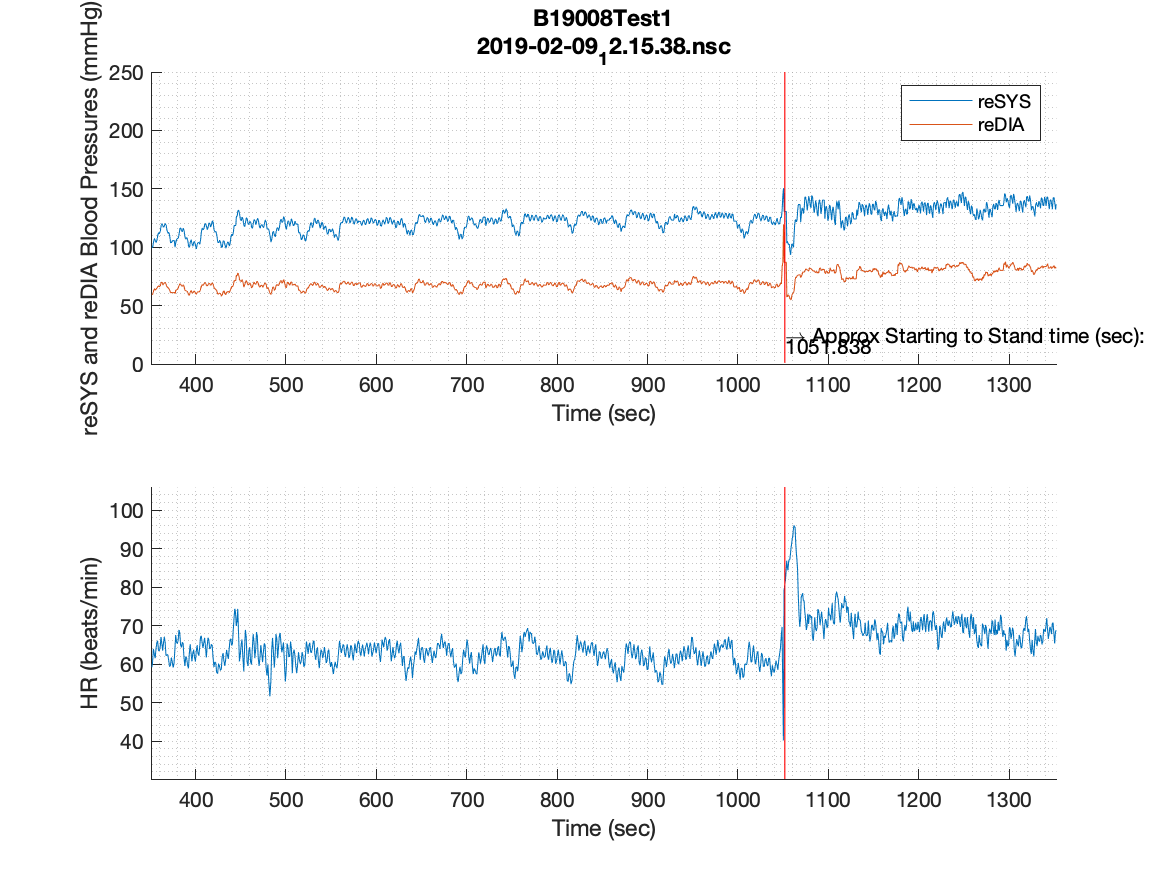 B19008Test1
2019-02-09₁2.15.38.nsc
reSYS and reDIA Blood Pressures (mmHg)
250
200
150
100
50
0
reSYS
reDIA
→ Approx Starting to Stand time (sec):
1051.838
400 500 600 700 800 900 1000 1100 1200 1300
Time (sec)
HR (beats/min)
100
90
80
70
60
50
40
400 500 600 700 800 900 1000 1100 1200 1300
Time (sec)